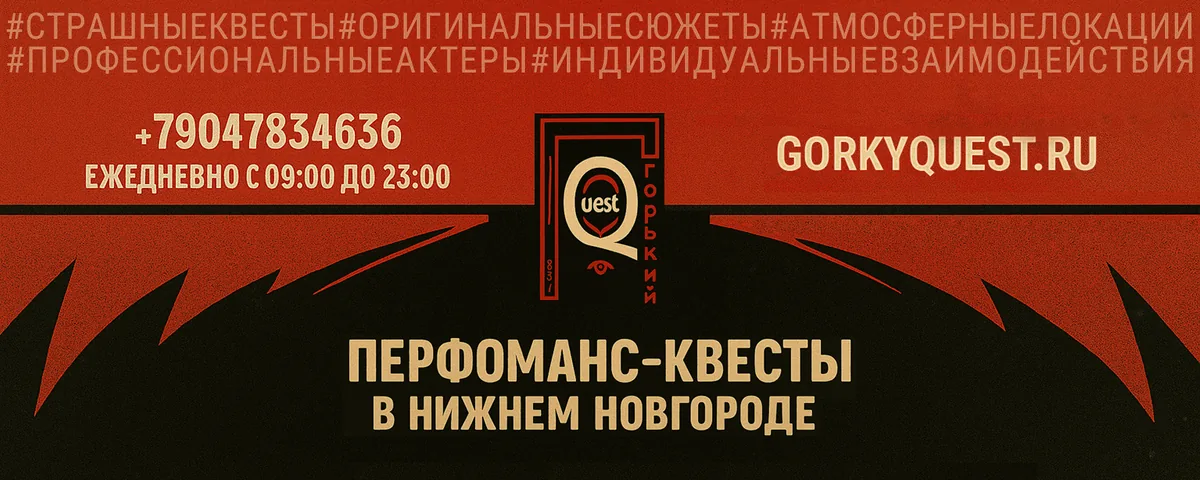 #СТРАШНЫЕКВЕСТЫ#ОРИГИНАЛЬНЫЕСЮЖЕТЫ#АТМОСФЕРНЫЕЛОКАЦИИ
#ПРОФЕССИОНАЛЬНЫЕАКТЕРЫ#ИНДИВИДУАЛЬНЫЕВЗАИМОДЕЙСТВИЯ
+79047834636
ЕЖЕДНЕВНО С 09:00 ДО 23:00
Quest
ГОРЬКИЙ
831
GORKYQUEST.RU
ПЕРФОМАНС-КВЕСТЫ
В НИЖНЕМ НОВГОРОДЕ